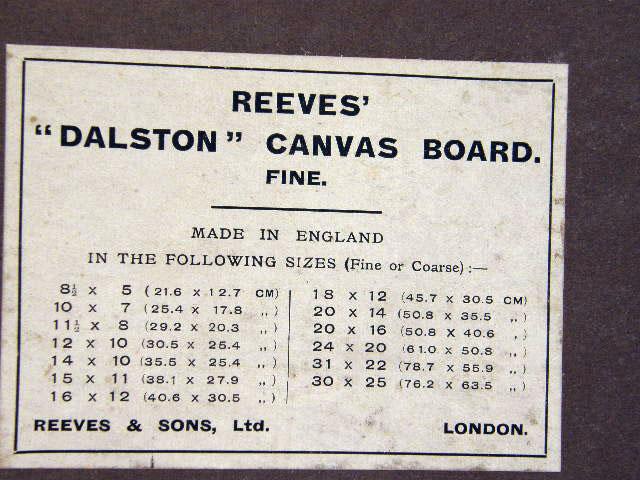 REEVES'
"DALSTON" CANVAS BOARD.
FINE.
MADE IN ENGLAND
IN THE FOLLOWING SIZES (Fine or Coarse):—
8½ x 5 (21.6 x 12.7 CM)
10 x 7 (25.4 x 17.8 ,,)
11½ x 8 (29.2 x 20.3 ,,)
12 x 10 (30.5 x 25.4 ,,)
14 x 10 (35.5 x 25.4 ,,)
15 x 11 (38.1 x 27.9 ,,)
16 x 12 (40.6 x 30.5 ,,)
18 x 12 (45.7 x 30.5 CM)
20 x 14 (50.8 x 35.5 ,,)
20 x 16 (50.8 x 40.6 ,,)
24 x 20 (61.0 x 50.8 ,,)
31 x 22 (78.7 x 55.9 ,,)
30 x 25 (76.2 x 63.5 ,,)
REEVES & SONS, Ltd. LONDON.